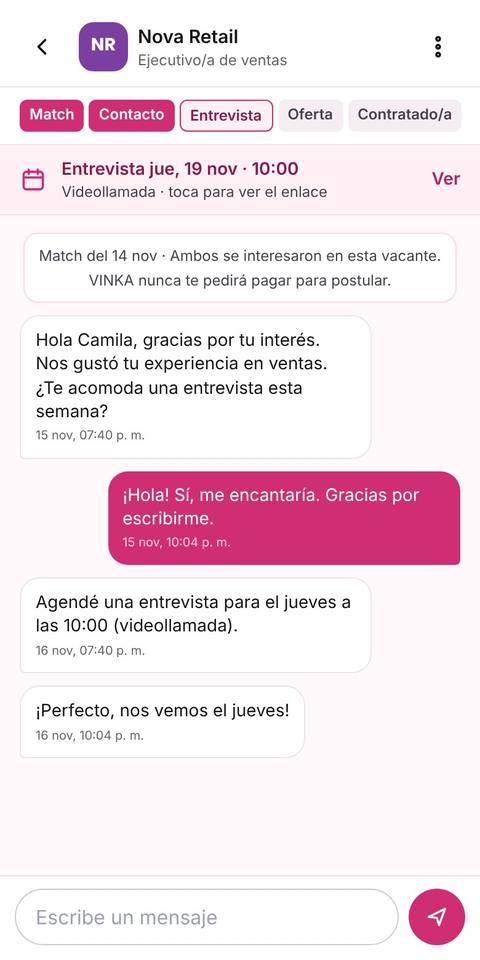 NR
Nova Retail
Ejecutivo/a de ventas
Match Contacto Entrevista Oferta Contratado/a
Entrevista jue, 19 nov · 10:00
Videollamada · toca para ver el enlace
Ver
Match del 14 nov · Ambos se interesaron en esta vacante.
VINKA nunca te pedirá pagar para postular.
Hola Camila, gracias por tu interés.
Nos gustó tu experiencia en ventas.
¿Te acomoda una entrevista esta
semana?
15 nov, 07:40 p. m.
¡Hola! Sí, me encantaría. Gracias por
escribirme.
15 nov, 10:04 p. m.
Agendé una entrevista para el jueves a
las 10:00 (videollamada).
16 nov, 07:40 p. m.
¡Perfecto, nos vemos el jueves!
16 nov, 10:04 p. m.
Escribe un mensaje